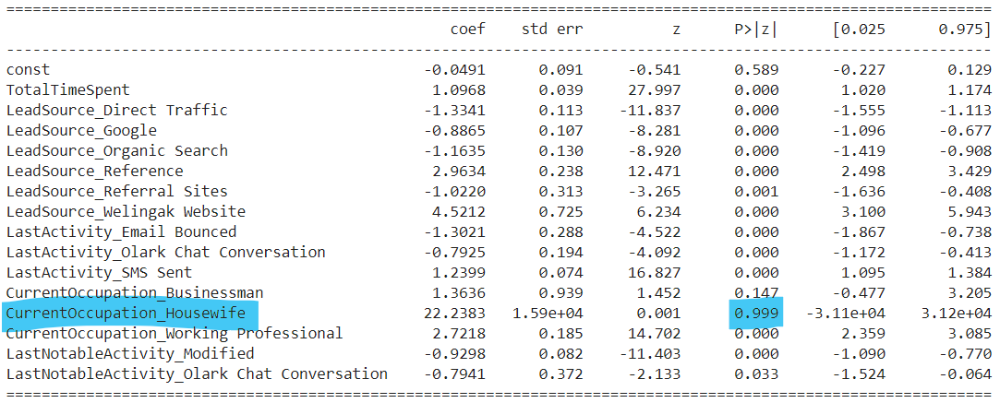 ==========================================================================================
coef std err z P>|z| [0.025 0.975]
------------------------------------------------------------------------------------------
const -0.0491 0.091 -0.541 0.589 -0.227 0.129
TotalTimeSpent 1.0968 0.039 27.997 0.000 1.020 1.174
LeadSource_Direct Traffic -1.3341 0.113 -11.837 0.000 -1.555 -1.113
LeadSource_Google -0.8865 0.107 -8.281 0.000 -1.096 -0.677
LeadSource_Organic Search -1.1635 0.130 -8.920 0.000 -1.419 -0.908
LeadSource_Reference 2.9634 0.238 12.471 0.000 2.498 3.429
LeadSource_Referral Sites -1.0220 0.313 -3.265 0.001 -1.636 -0.408
LeadSource_Welingak Website 4.5212 0.725 6.234 0.000 3.100 5.943
LastActivity_Email Bounced -1.3021 0.288 -4.522 0.000 -1.867 -0.738
LastActivity_Olark Chat Conversation -0.7925 0.194 -4.092 0.000 -1.172 -0.413
LastActivity_SMS Sent 1.2399 0.074 16.827 0.000 1.095 1.384
CurrentOccupation_Businessman 1.3636 0.939 1.452 0.147 -0.477 3.205
CurrentOccupation_Housewife 22.2383 1.59e+04 0.001 0.999 -3.11e+04 3.12e+04
CurrentOccupation_Working Professional 2.7218 0.185 14.702 0.000 2.359 3.085
LastNotableActivity_Modified -0.9298 0.082 -11.403 0.000 -1.090 -0.770
LastNotableActivity_Olark Chat Conversation -0.7941 0.372 -2.133 0.033 -1.524 -0.064
==========================================================================================